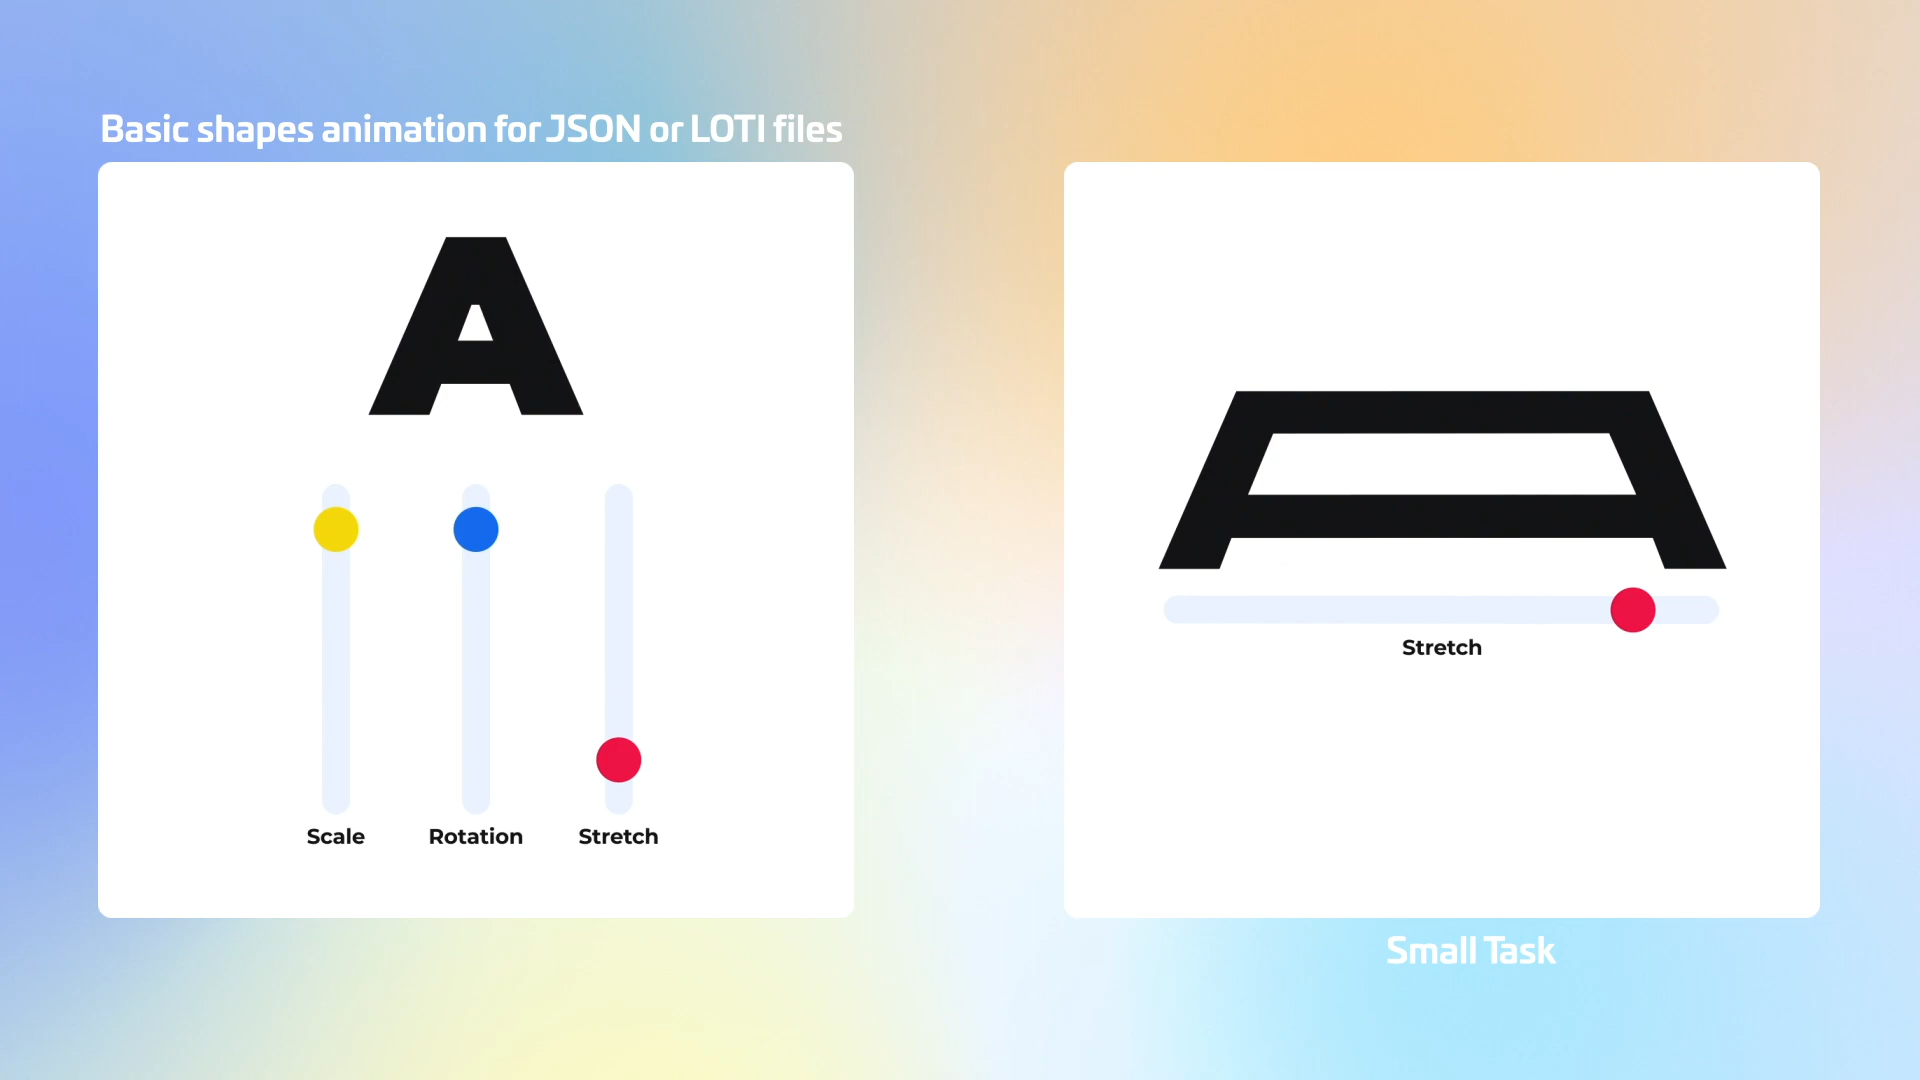 Basic shapes animation for JSON or LOTI files
A
Scale
Rotation
Stretch
A
Stretch
Small Task